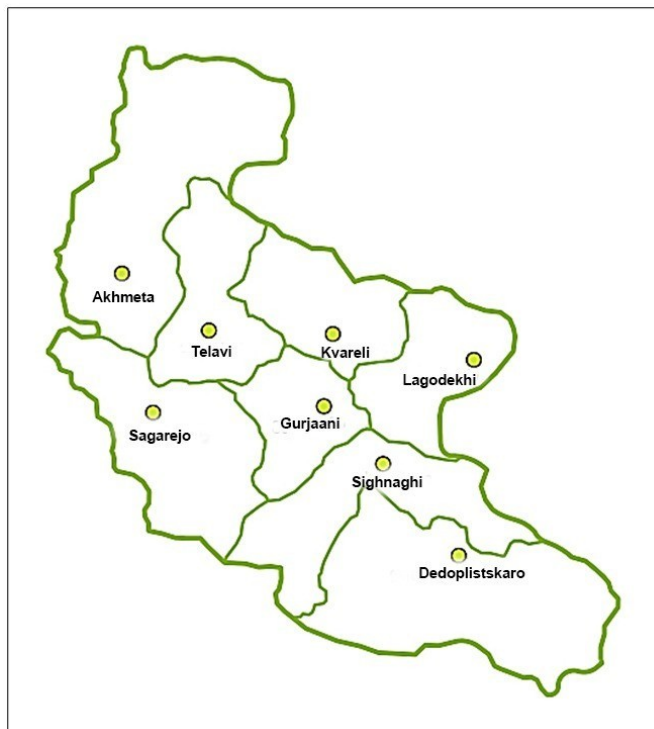 Akhmeta
Telavi
Kvareli
Lagodekhi
Sagarejo
Gurjaani
Sighnaghi
Dedoplistskaro